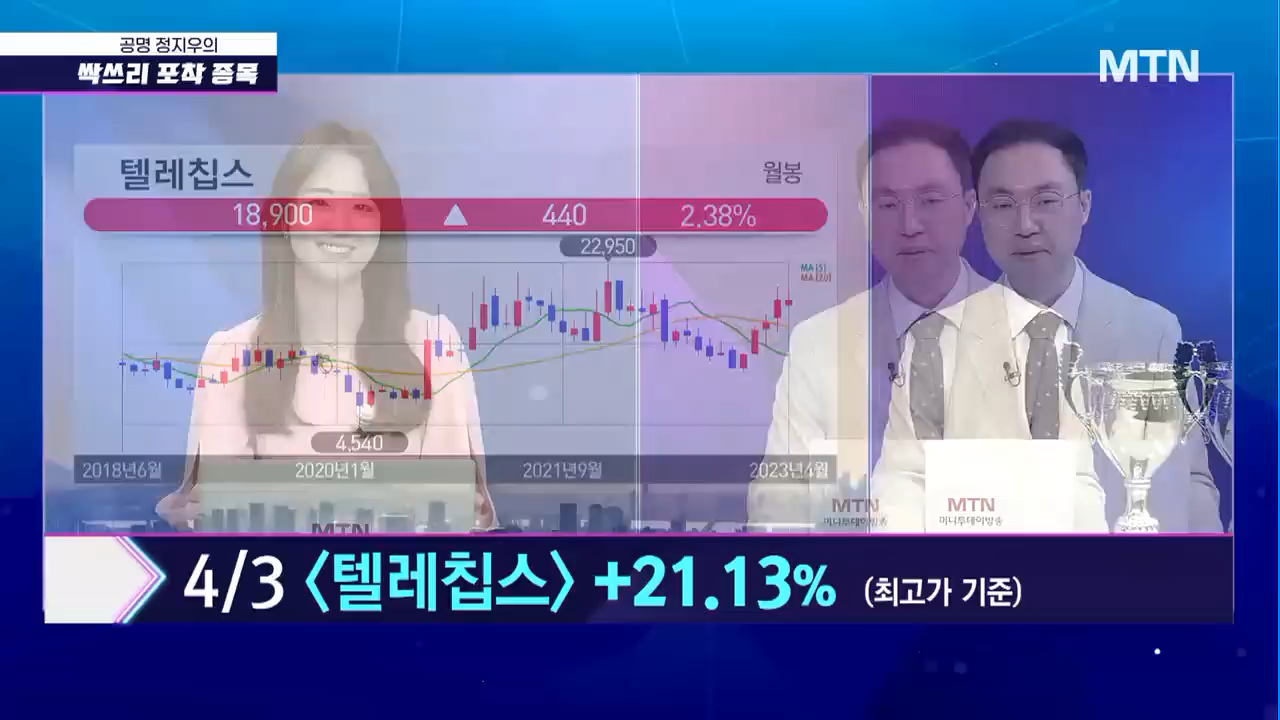 공명 정지우의
싹쓰리 포착 종목
MTN
텔레칩스
월봉
18,900 ▲ 440 2.38%
22,950
MA [5]
MA [20]
4,540
2018년6월 2020년1월 2021년9월 2023년4월
MTN
MTN
머니투데이방송
MTN
머니투데이방송
4/3 〈텔레칩스〉 +21.13% (최고가 기준)